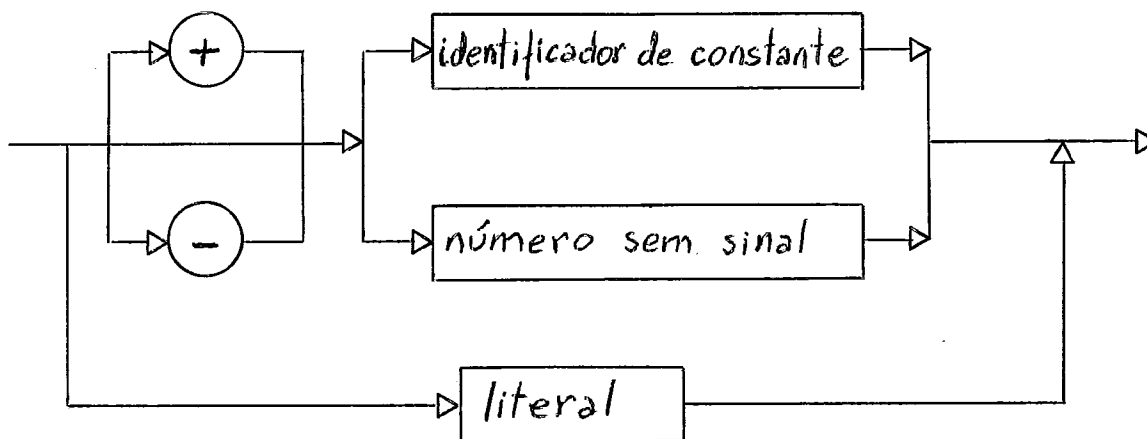 +
identificador de constante
-
número sem sinal
literal